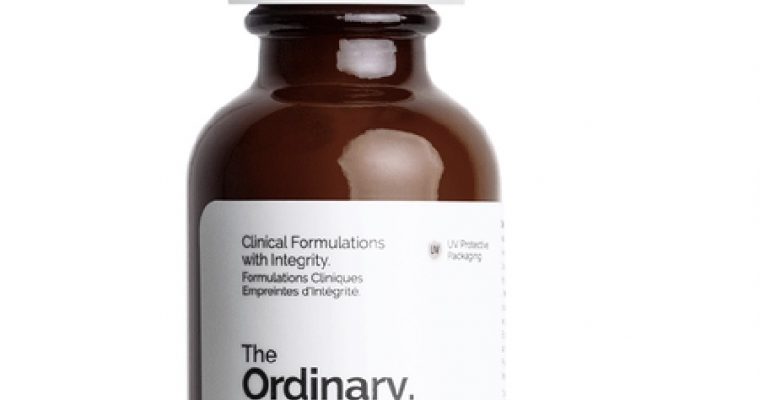 Clinical Formulations
with Integrity.
Formulations Cliniques
Empreintes d'Intégrité.
UV
UV Protective
Packaging
The
Ordinary.